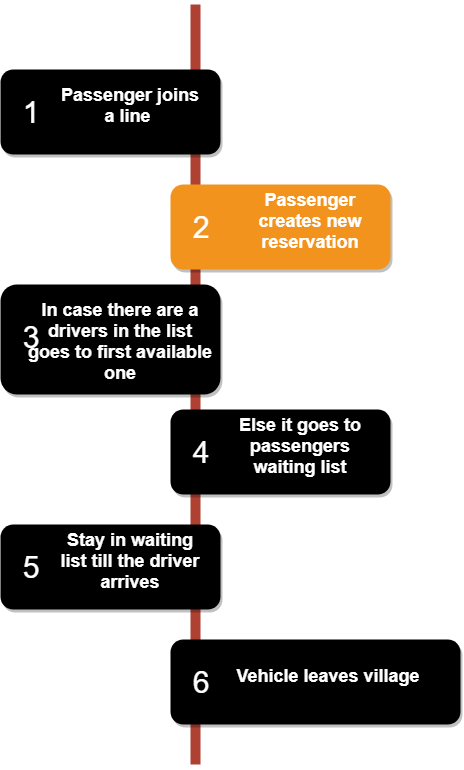 1
Passenger joins
a line
2
Passenger
creates new
reservation
3
In case there are a
drivers in the list
goes to first available
one
4
Else it goes to
passengers
waiting list
5
Stay in waiting
list till the driver
arrives
6
Vehicle leaves village